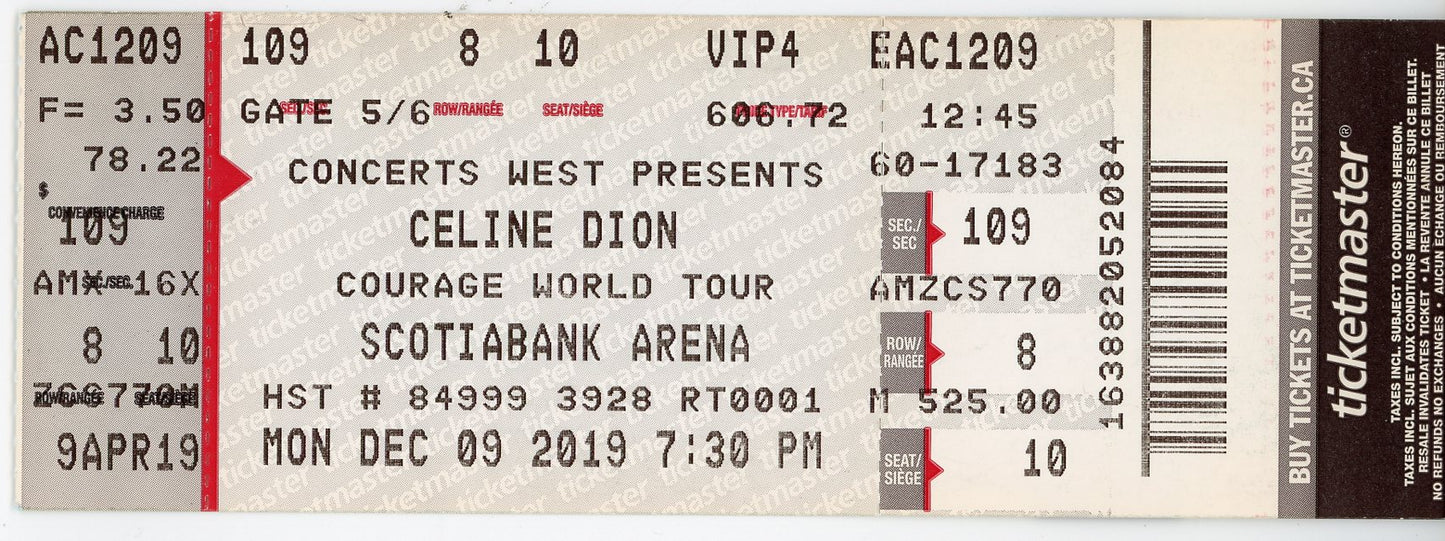 AC1209
F= 3.50
78.22
$
CONVENIENCE CHARGE
109
SEC./SEC.
AMX 16X
8 10
ROW/RANGÉE SEAT/SIÈGE
9APR19
109 8 10 VIP4
ROW/RANGÉE SEAT/SIÈGE
GATE 5/6 606.72
CONCERTS WEST PRESENTS
CELINE DION
COURAGE WORLD TOUR
SCOTIABANK ARENA
HST # 84999 3928 RT0001
MON DEC 09 2019 7:30 PM
EAC1209
12:45
60-17183
SEC./
SEC
109
AMZCS770
ROW/
RANGÉE
8
M 525.00
SEAT/
SIÈGE
10
1638882052084
BUY TICKETS AT TICKETMASTER.CA
ticketmaster®
TAXES INCL. SUBJECT TO CONDITIONS HEREON.
TAXES INCL. SUJET AUX CONDITIONS MENTIONNÉES SUR CE BILLET.
RESALE INVALIDATES TICKET • LA REVENTE ANNULE CE BILLET
NO REFUNDS NO EXCHANGES • AUCUN ÉCHANGE OU REMBOURSEMENT